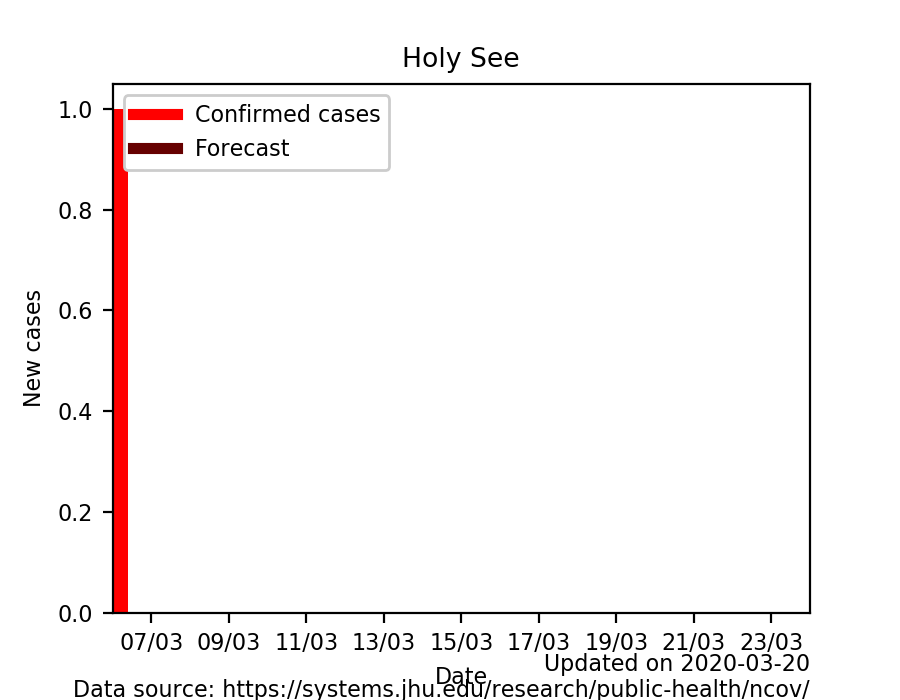 Holy See
Confirmed cases
Forecast
1.0
0.8
0.6
0.4
0.2
0.0
New cases
07/03 09/03 11/03 13/03 15/03 17/03 19/03 21/03 23/03
Updated on 2020-03-20
Date
Data source: https://systems.jhu.edu/research/public-health/ncov/